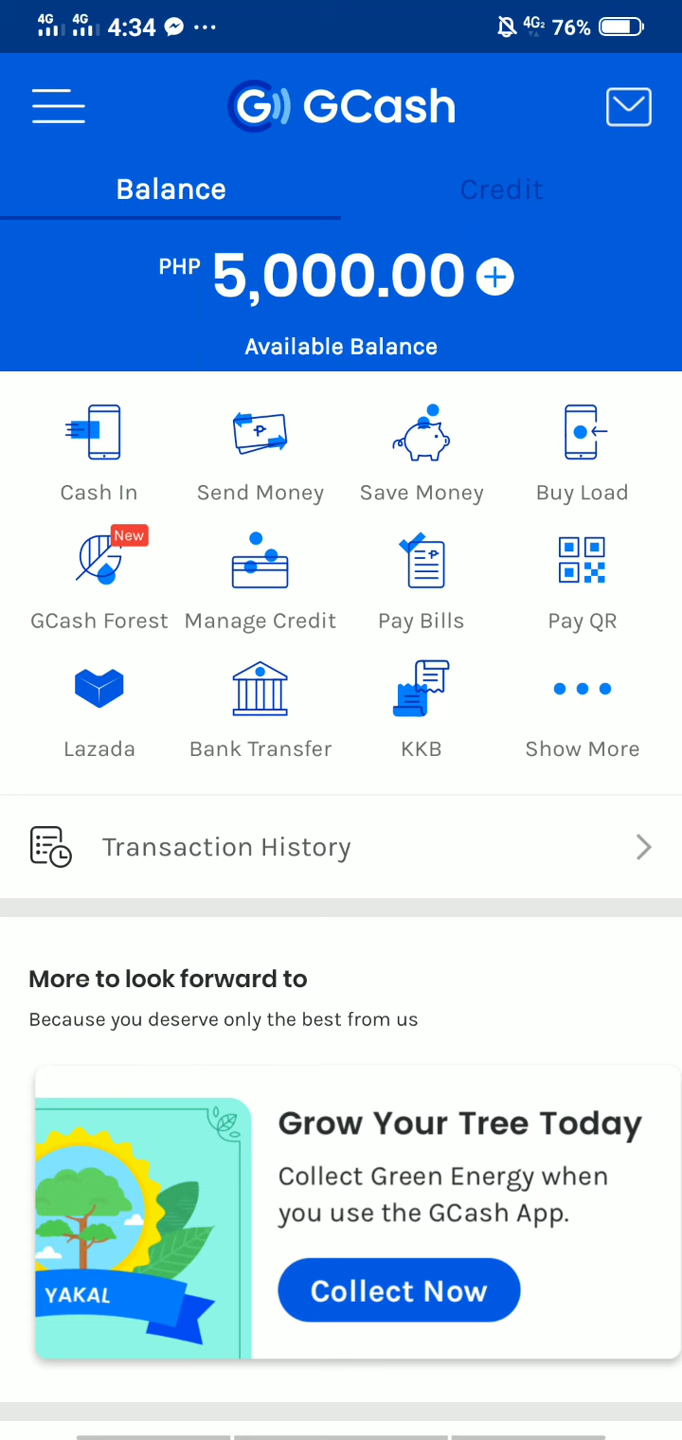 4G 4G 4:34 4G2 76%
GCash
Balance Credit
PHP 5,000.00
Available Balance
Cash In Send Money Save Money Buy Load
New
GCash Forest Manage Credit Pay Bills Pay QR
Lazada Bank Transfer KKB Show More
Transaction History
More to look forward to
Because you deserve only the best from us
Grow Your Tree Today
Collect Green Energy when
you use the GCash App.
YAKAL
Collect Now